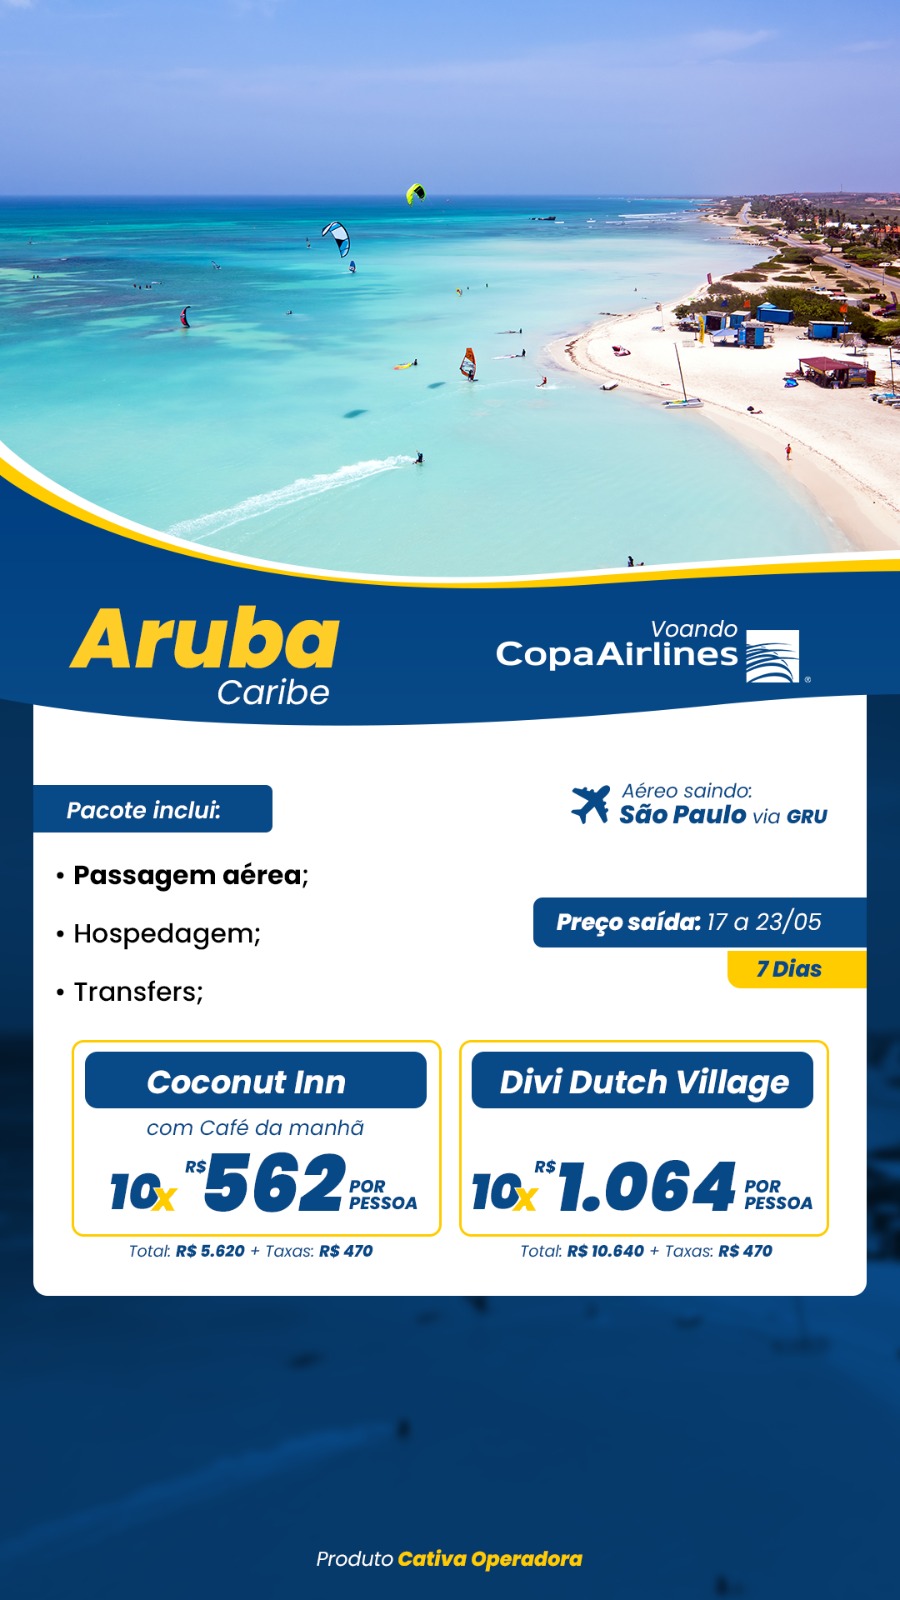 Aruba
Caribe
Voando
CopaAirlines
®
Pacote inclui:
Aéreo saindo:
São Paulo via GRU
• Passagem aérea;
• Hospedagem;
• Transfers;
Preço saída: 17 a 23/05
7 Dias
Coconut Inn
com Café da manhã
10x R$ 562 POR PESSOA
Total: R$ 5.620 + Taxas: R$ 470
Divi Dutch Village
10x R$ 1.064 POR PESSOA
Total: R$ 10.640 + Taxas: R$ 470
Produto Cativa Operadora